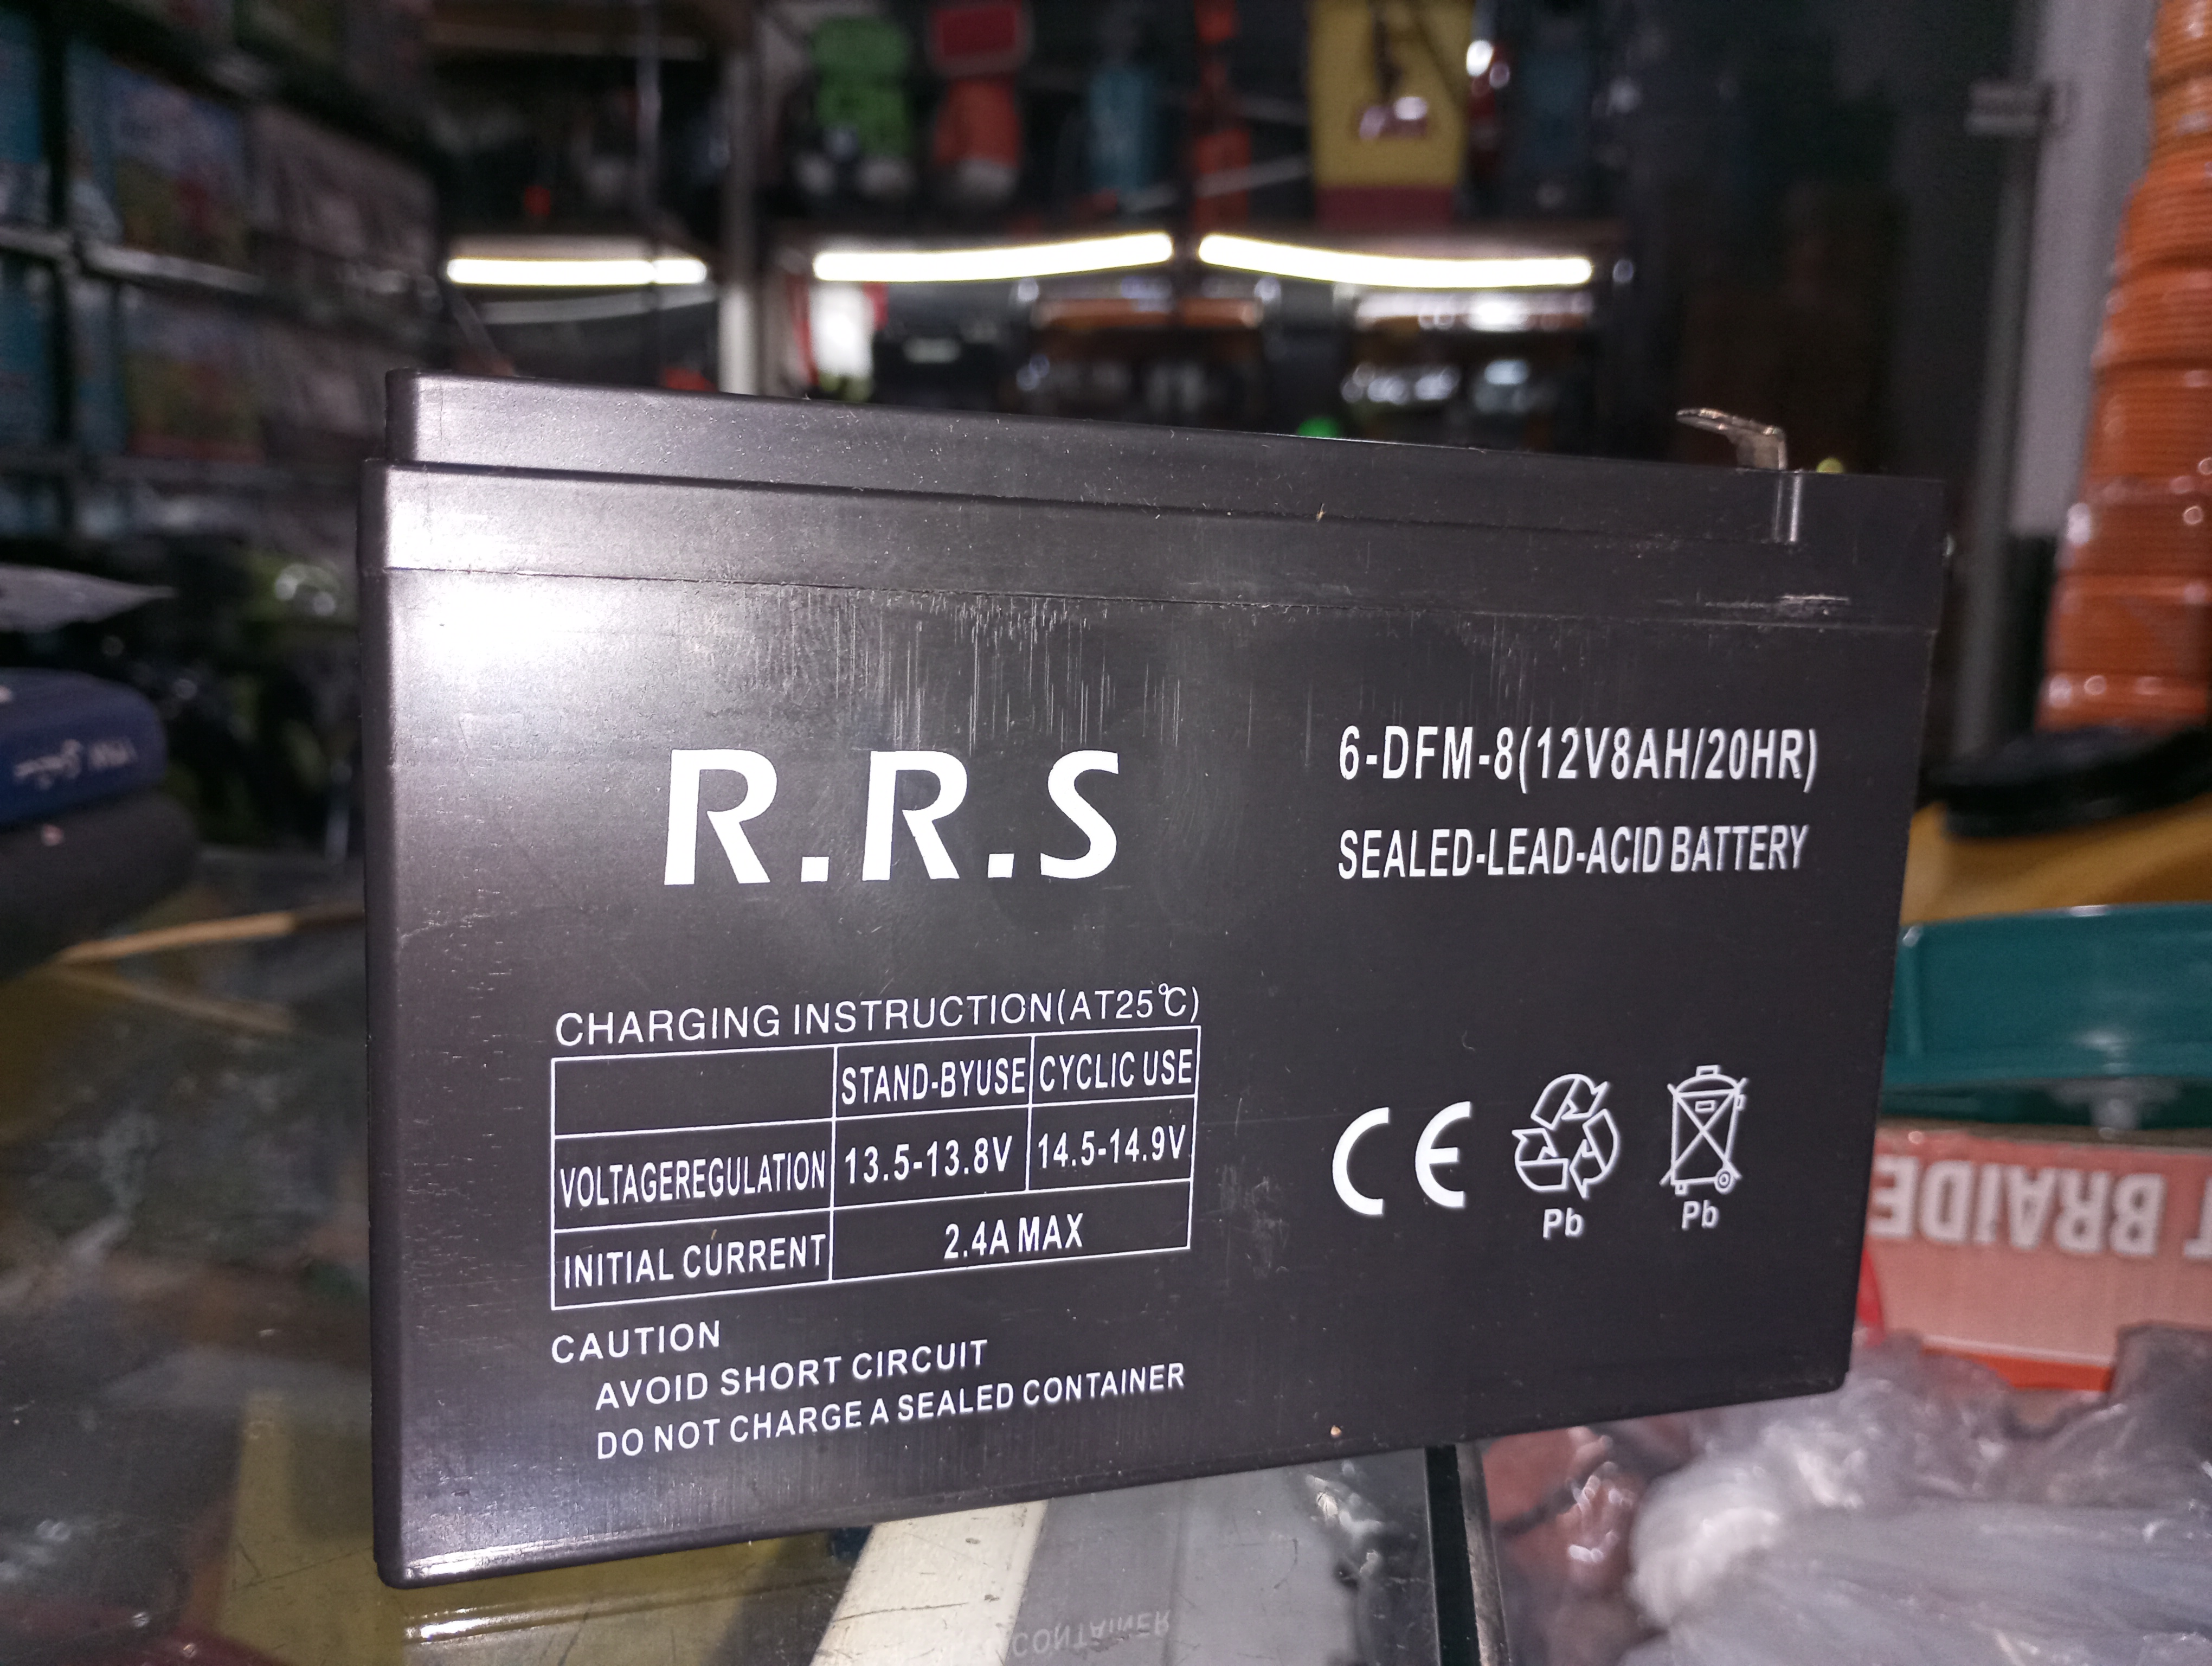 R.R.S
6-DFM-8(12V8AH/20HR)
SEALED-LEAD-ACID BATTERY
CHARGING INSTRUCTION(AT25℃)
STAND-BYUSE CYCLIC USE
VOLTAGEREGULATION 13.5-13.8V 14.5-14.9V
INITIAL CURRENT 2.4A MAX
CAUTION
AVOID SHORT CIRCUIT
DO NOT CHARGE A SEALED CONTAINER
CE
Pb
Pb
T BRAIDE
CONTAINER